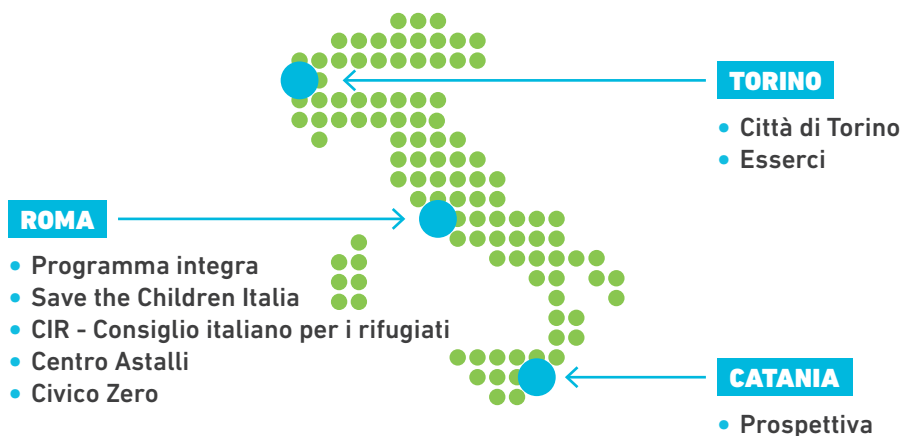 TORINO
• Città di Torino
• Esserci
ROMA
• Programma integra
• Save the Children Italia
• CIR - Consiglio italiano per i rifugiati
• Centro Astalli
• Civico Zero
CATANIA
• Prospettiva